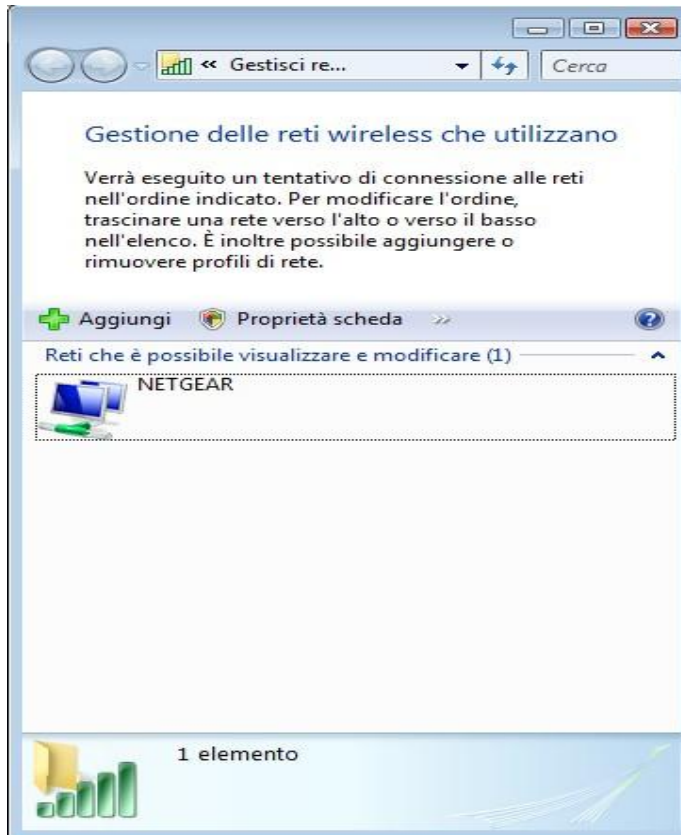 « Gestisci re...
Cerca
Gestione delle reti wireless che utilizzano
Verrà eseguito un tentativo di connessione alle reti
nell'ordine indicato. Per modificare l'ordine,
trascinare una rete verso l'alto o verso il basso
nell'elenco. È inoltre possibile aggiungere o
rimuovere profili di rete.
Aggiungi Proprietà scheda »
Reti che è possibile visualizzare e modificare (1)
NETGEAR
1 elemento